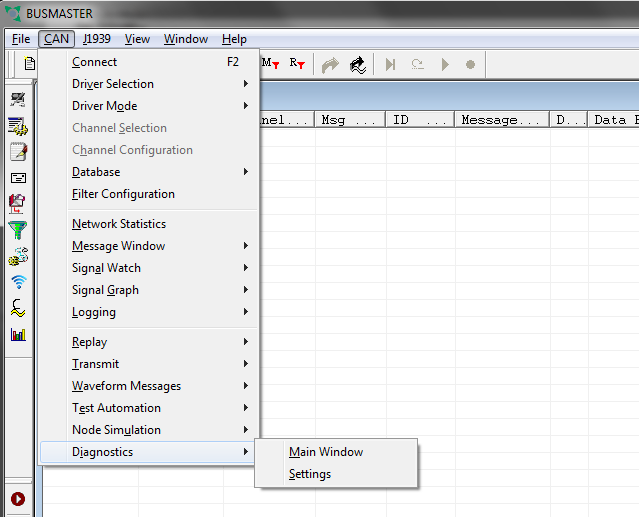 BUSMASTER
File CAN J1939 View Window Help
Connect F2
Driver Selection
Driver Mode
Channel Selection
Channel Configuration
Database
Filter Configuration
Network Statistics
Message Window
Signal Watch
Signal Graph
Logging
Replay
Transmit
Waveform Messages
Test Automation
Node Simulation
Diagnostics
Main Window
Settings
M R
nel... Msg ... ID ... Message... D... Data